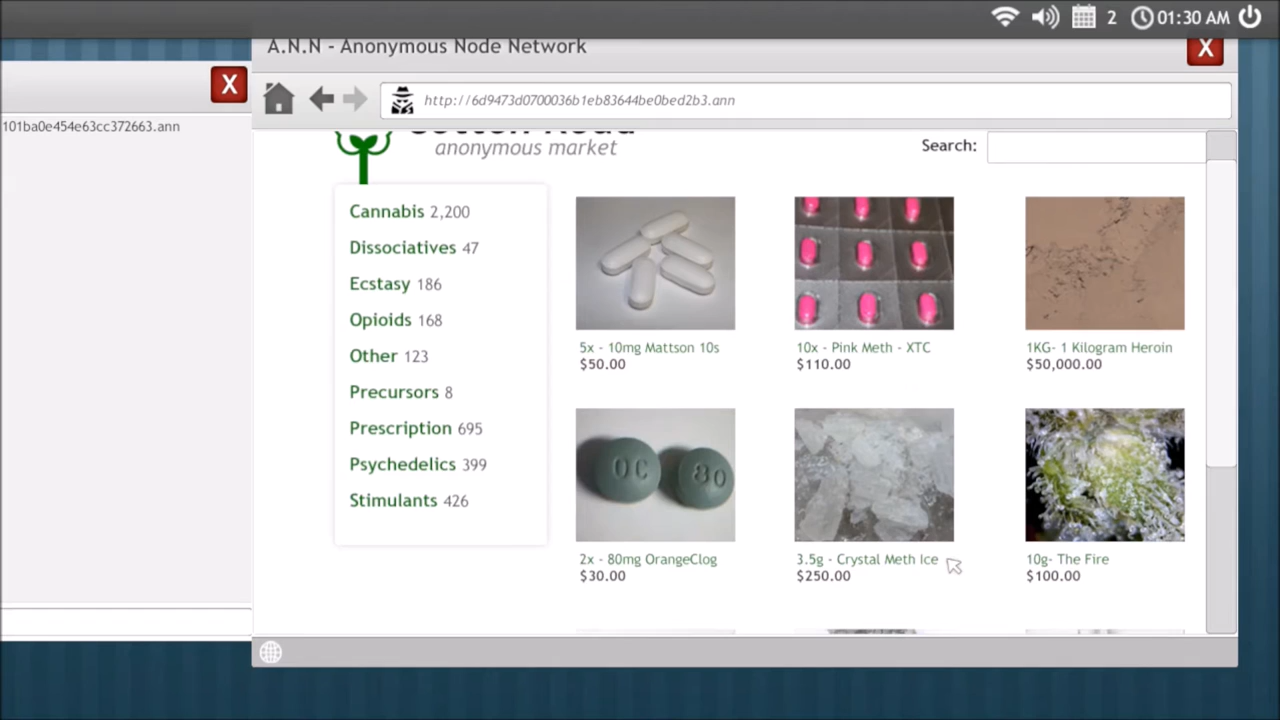 2 01:30 AM
A.N.N - Anonymous Node Network
X
X
http://6d9473d0700036b1eb83644be0bed2b3.ann
101ba0e454e63cc372663.ann
Cotton Road
anonymous market
Search:
Cannabis 2,200
Dissociatives 47
Ecstasy 186
Opioids 168
Other 123
Precursors 8
Prescription 695
Psychedelics 399
Stimulants 426
5x - 10mg Mattson 10s
$50.00
10x - Pink Meth - XTC
$110.00
1KG- 1 Kilogram Heroin
$50,000.00
OC 80
2x - 80mg OrangeClog
$30.00
3.5g - Crystal Meth Ice
$250.00
10g- The Fire
$100.00